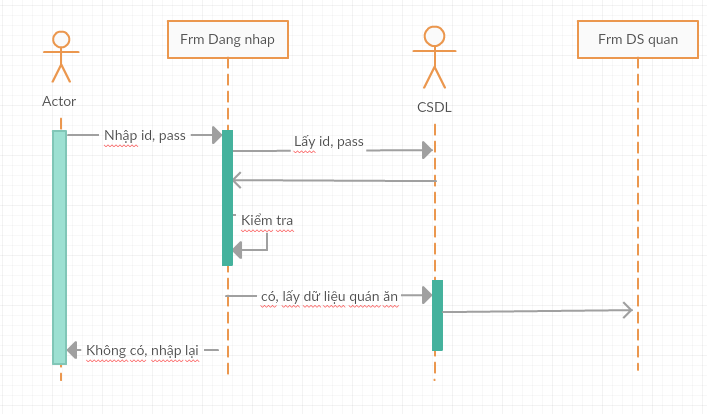 Frm Dang nhap
Frm DS quan
Actor
CSDL
Nhập id, pass
Lấy id, pass
Kiểm tra
có, lấy dữ liệu quán ăn
Không có, nhập lại